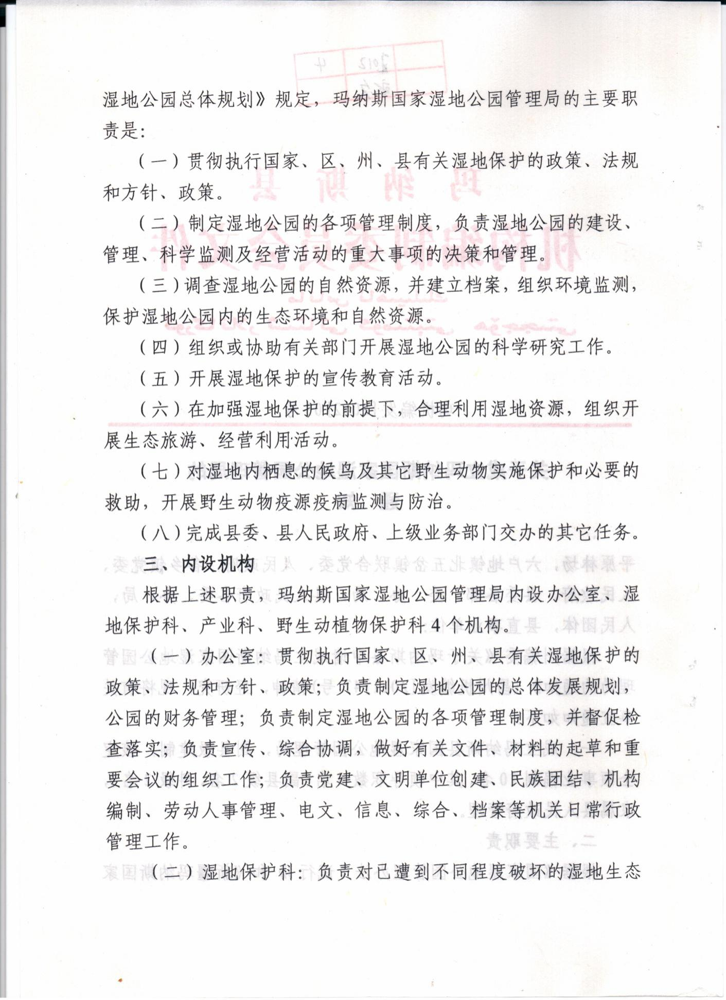 湿地公园总体规划》规定，玛纳斯国家湿地公园管理局的主要职
责是：
（一）贯彻执行国家、区、州、县有关湿地保护的政策、法规
和方针、政策。
（二）制定湿地公园的各项管理制度，负责湿地公园的建设、
管理、科学监测及经营活动的重大事项的决策和管理。
（三）调查湿地公园的自然资源，并建立档案，组织环境监测，
保护湿地公园内的生态环境和自然资源。
（四）组织或协助有关部门开展湿地公园的科学研究工作。
（五）开展湿地保护的宣传教育活动。
（六）在加强湿地保护的前提下，合理利用湿地资源，组织开
展生态旅游、经营利用活动。
（七）对湿地内栖息的候鸟及其它野生动物实施保护和必要的
救助，开展野生动物疫源疫病监测与防治。
（八）完成县委、县人民政府、上级业务部门交办的其它任务。
三、内设机构
根据上述职责，玛纳斯国家湿地公园管理局内设办公室、湿
地保护科、产业科、野生动植物保护科4个机构。
（一）办公室：贯彻执行国家、区、州、县有关湿地保护的
政策、法规和方针、政策；负责制定湿地公园的总体发展规划，
公园的财务管理；负责制定湿地公园的各项管理制度，并督促检
查落实；负责宣传、综合协调，做好有关文件、材料的起草和重
要会议的组织工作；负责党建、文明单位创建、民族团结、机构
编制、劳动人事管理、电文、信息、综合、档案等机关日常行政
管理工作。
（二）湿地保护科：负责对已遭到不同程度破坏的湿地生态